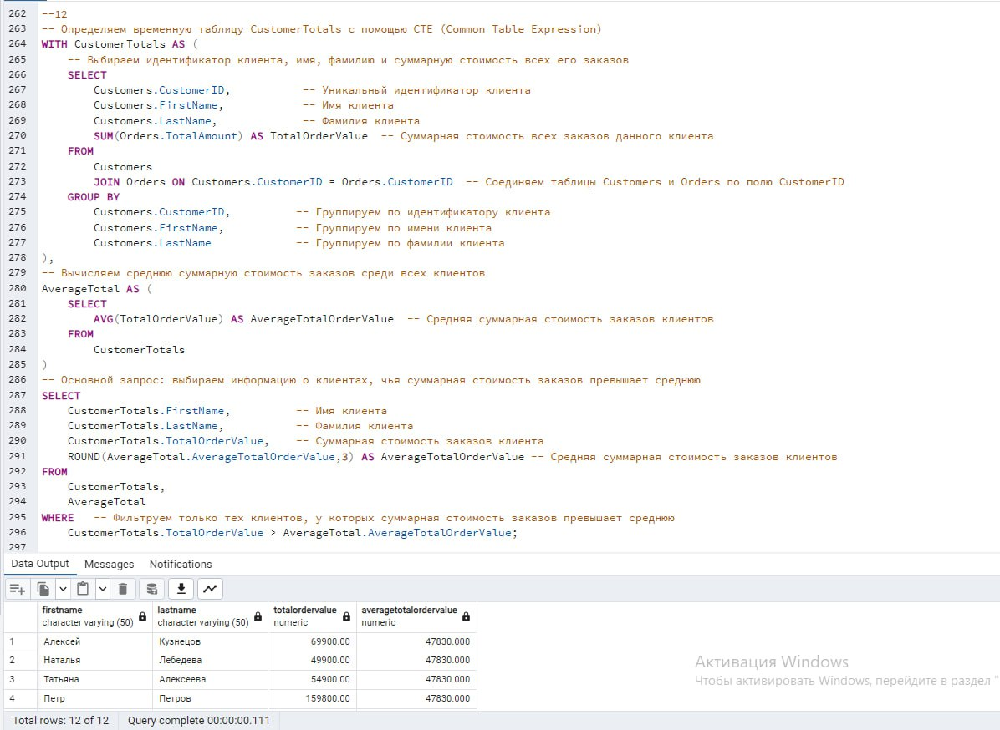 262 --12
263 -- Определяем временную таблицу CustomerTotals с помощью CTE (Common Table Expression)
264 WITH CustomerTotals AS (
265 -- Выбираем идентификатор клиента, имя, фамилию и суммарную стоимость всех его заказов
266 SELECT
267 Customers.CustomerID, -- Уникальный идентификатор клиента
268 Customers.FirstName, -- Имя клиента
269 Customers.LastName, -- Фамилия клиента
270 SUM(Orders.TotalAmount) AS TotalOrderValue -- Суммарная стоимость всех заказов данного клиента
271 FROM
272 Customers
273 JOIN Orders ON Customers.CustomerID = Orders.CustomerID -- Соединяем таблицы Customers и Orders по полю CustomerID
274 GROUP BY
275 Customers.CustomerID, -- Группируем по идентификатору клиента
276 Customers.FirstName, -- Группируем по имени клиента
277 Customers.LastName -- Группируем по фамилии клиента
278 ),
279 -- Вычисляем среднюю суммарную стоимость заказов среди всех клиентов
280 AverageTotal AS (
281 SELECT
282 AVG(TotalOrderValue) AS AverageTotalOrderValue -- Средняя суммарная стоимость заказов клиентов
283 FROM
284 CustomerTotals
285 )
286 -- Основной запрос: выбираем информацию о клиентах, чья суммарная стоимость заказов превышает среднюю
287 SELECT
288 CustomerTotals.FirstName, -- Имя клиента
289 CustomerTotals.LastName, -- Фамилия клиента
290 CustomerTotals.TotalOrderValue, -- Суммарная стоимость заказов клиента
291 ROUND(AverageTotal.AverageTotalOrderValue,3) AS AverageTotalOrderValue -- Средняя суммарная стоимость заказов клиентов
292 FROM
293 CustomerTotals,
294 AverageTotal
295 WHERE -- Фильтруем только тех клиентов, у которых суммарная стоимость заказов превышает среднюю
296 CustomerTotals.TotalOrderValue > AverageTotal.AverageTotalOrderValue;
297
Data Output Messages Notifications
firstname lastname totalordervalue averagetotalordervalue
character varying (50) character varying (50) numeric numeric
1 Алексей Кузнецов 69900.00 47830.000
2 Наталья Лебедева 49900.00 47830.000
3 Татьяна Алексеева 54900.00 47830.000
4 Петр Петров 159800.00 47830.000
Активация Windows
Чтобы активировать Windows, перейдите в раздел "
Total rows: 12 of 12 Query complete 00:00:00.111